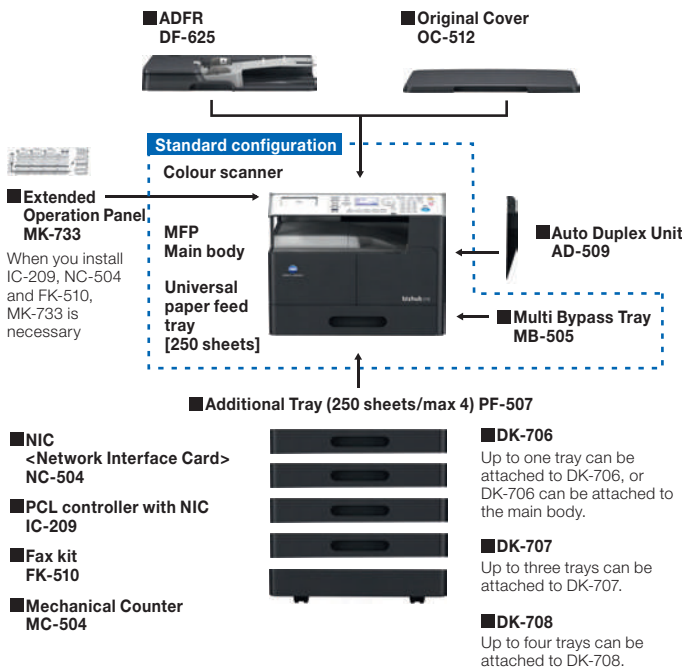 ■ADFR
DF-625
■Original Cover
OC-512
Standard configuration
Colour scanner
■Extended
Operation Panel
MK-733
When you install
IC-209, NC-504
and FK-510,
MK-733 is
necessary
MFP
Main body
Universal
paper feed
tray
[250 sheets]
bizhub
■Auto Duplex Unit
AD-509
■Multi Bypass Tray
MB-505
■Additional Tray (250 sheets/max 4) PF-507
■NIC
<Network Interface Card>
NC-504
■PCL controller with NIC
IC-209
■Fax kit
FK-510
■Mechanical Counter
MC-504
■DK-706
Up to one tray can be
attached to DK-706, or
DK-706 can be attached to
the main body.
■DK-707
Up to three trays can be
attached to DK-707.
■DK-708
Up to four trays can be
attached to DK-708.